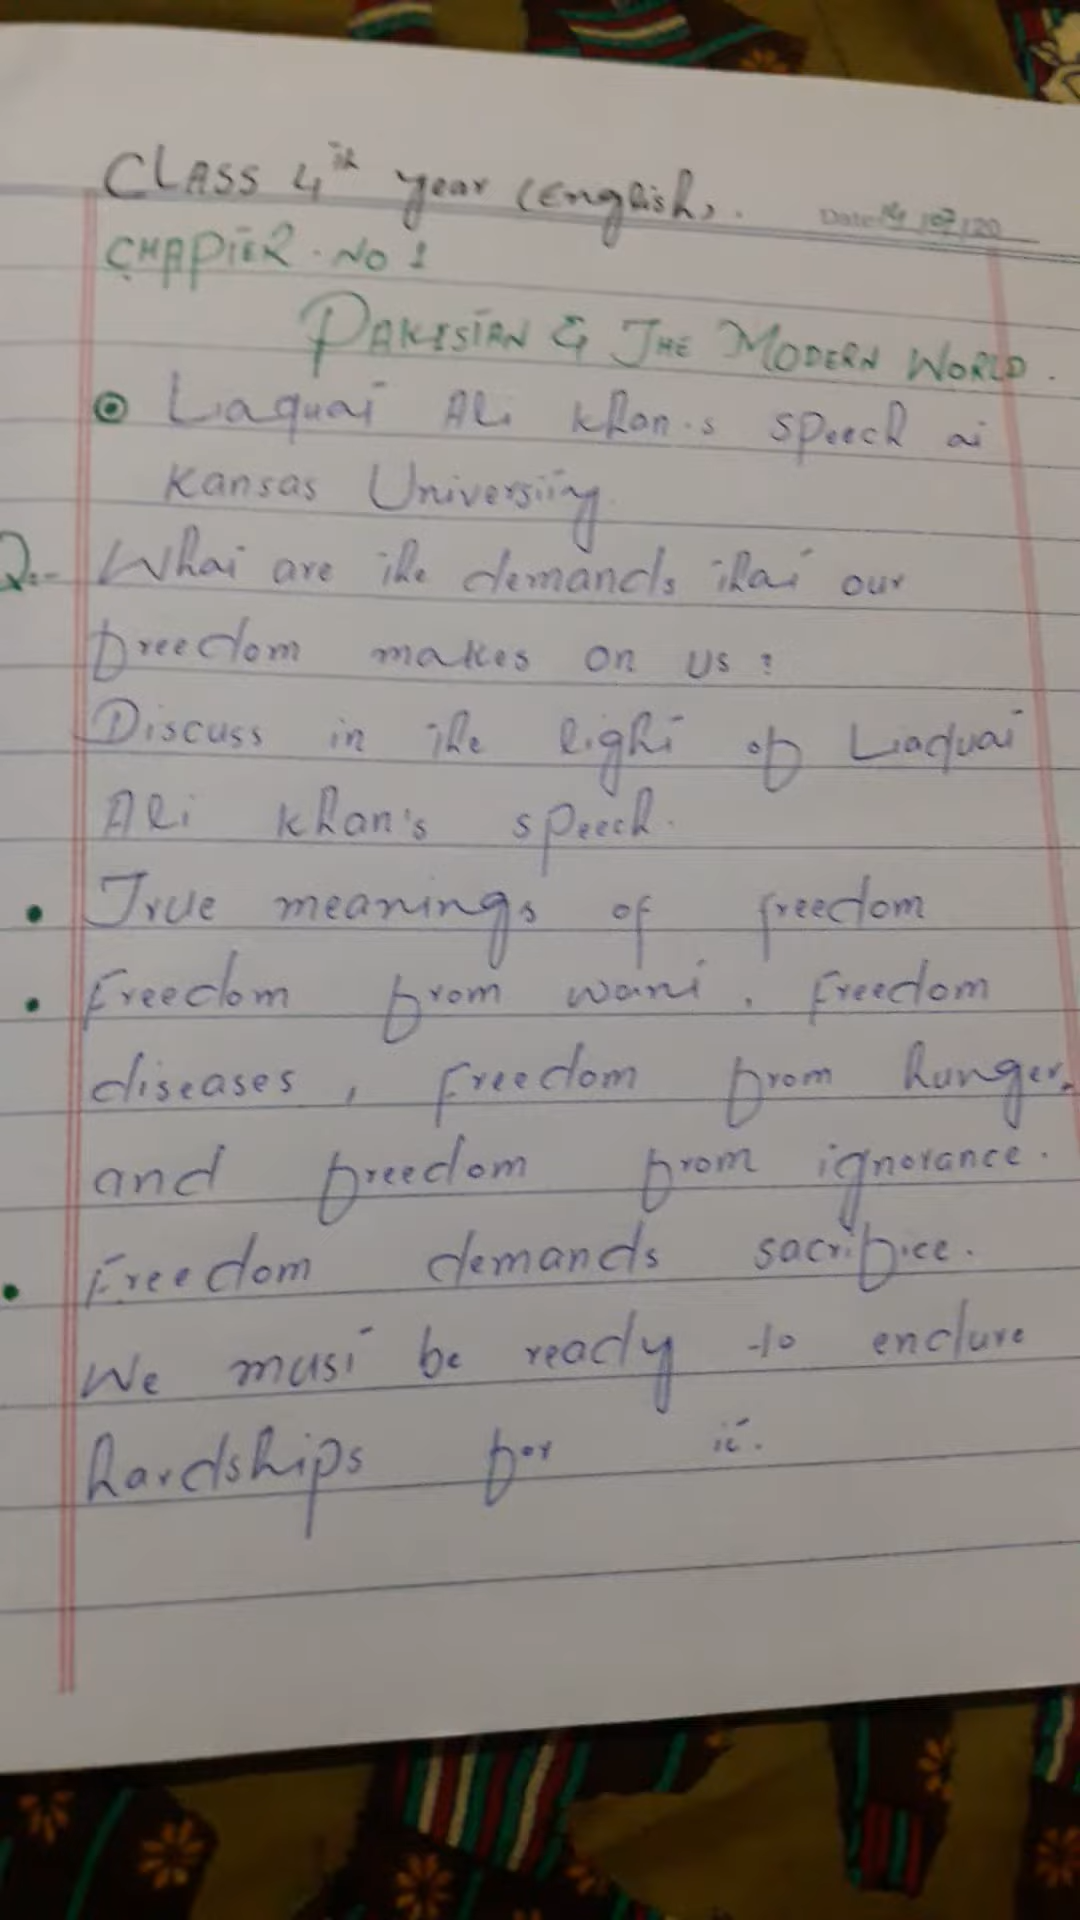 CLASS 4th year (English).
Date: 14/07/20
CHAPTER. NO 1
PAKISTAN & THE MODERN WORLD.
Liaquat Ali khan.s speech at
Kansas University
Q:- What are the demands that our
freedom makes on us?
Discuss in the light of Liaquat
Ali khan's speech.
• True meanings of freedom
• Freedom from want, Freedom
diseases, Freedom from hunger,
and freedom from ignorance.
• Freedom demands sacrifice.
We must be ready to endure
hardships for it.